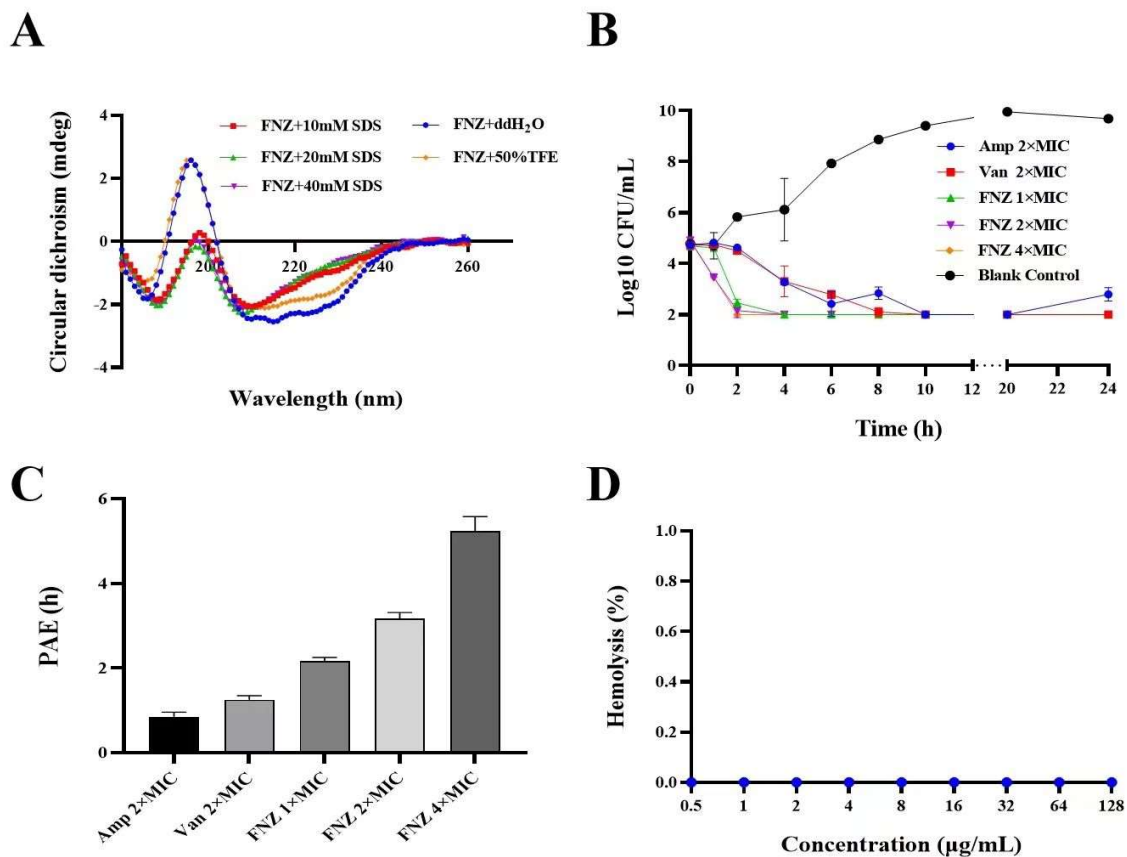 A
B
Circular dichroism (mdeg)
4
2
0
-2
-4
200
220
240
260
Wavelength (nm)
FNZ+10mM SDS
FNZ+20mM SDS
FNZ+40mM SDS
FNZ+ddH₂O
FNZ+50%TFE
Log10 CFU/mL
10
8
6
4
2
0
0
2
4
6
8
10
12
20
22
24
Time (h)
Amp 2×MIC
Van 2×MIC
FNZ 1×MIC
FNZ 2×MIC
FNZ 4×MIC
Blank Control
C
D
PAE (h)
6
4
2
0
Amp 2×MIC
Van 2×MIC
FNZ 1×MIC
FNZ 2×MIC
FNZ 4×MIC
Hemolysis (%)
1.0
0.8
0.6
0.4
0.2
0.0
0.5
1
2
4
8
16
32
64
128
Concentration (µg/mL)